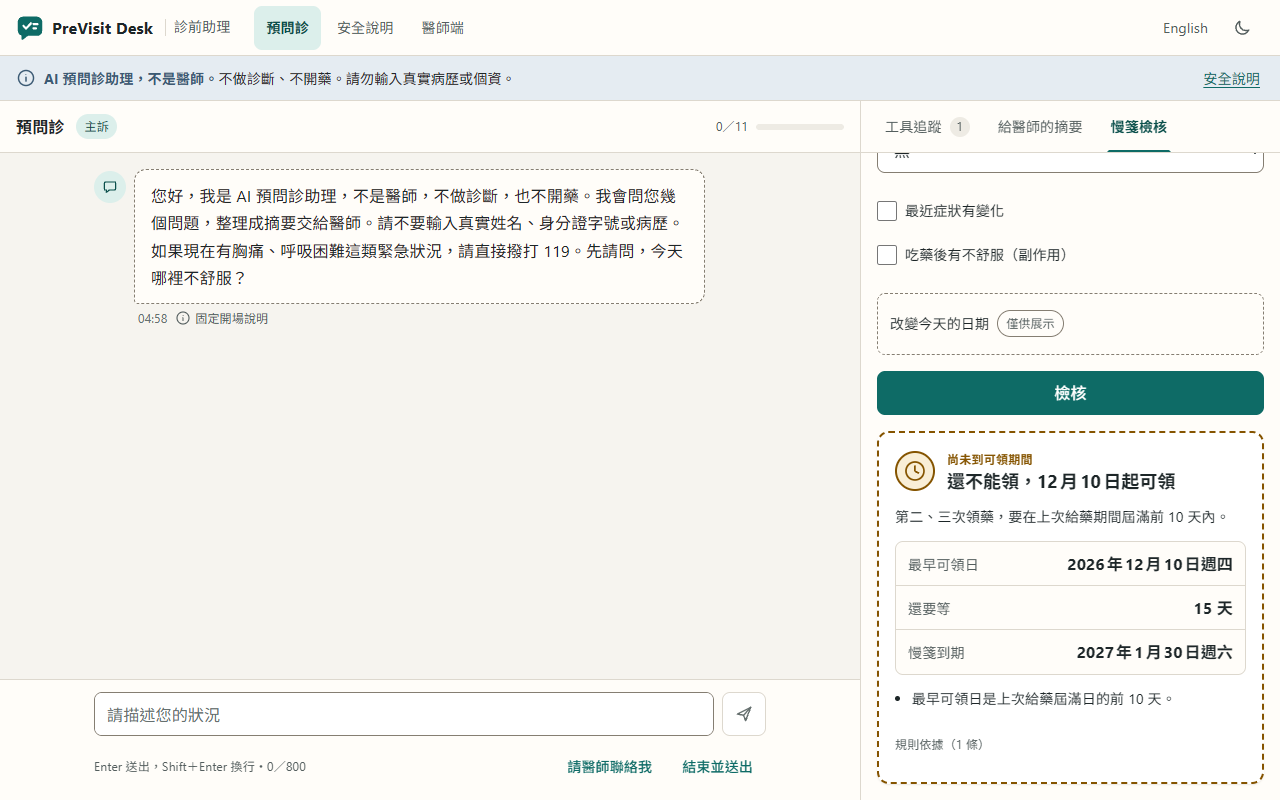 PreVisit Desk 診前助理 預問診 安全說明 醫師端 English
AI 預問診助理，不是醫師。不做診斷、不開藥。請勿輸入真實病歷或個資。 安全說明
預問診 主訴 0／11
您好，我是 AI 預問診助理，不是醫師，不做診斷，也不開藥。我會問您幾
個問題，整理成摘要交給醫師。請不要輸入真實姓名、身分證字號或病歷。
如果現在有胸痛、呼吸困難這類緊急狀況，請直接撥打 119。先請問，今天
哪裡不舒服？
04:58 固定開場說明
請描述您的狀況
Enter 送出，Shift＋Enter 換行・0／800 請醫師聯絡我 結束並送出
工具追蹤 1 給醫師的摘要 慢箋檢核
最近症狀有變化
吃藥後有不舒服（副作用）
改變今天的日期 僅供展示
檢核
尚未到可領期間
還不能領，12 月 10 日起可領
第二、三次領藥，要在上次給藥期間屆滿前 10 天內。
最早可領日 2026 年 12 月 10 日週四
還要等 15 天
慢箋到期 2027 年 1 月 30 日週六
• 最早可領日是上次給藥屆滿日的前 10 天。
規則依據（1 條）